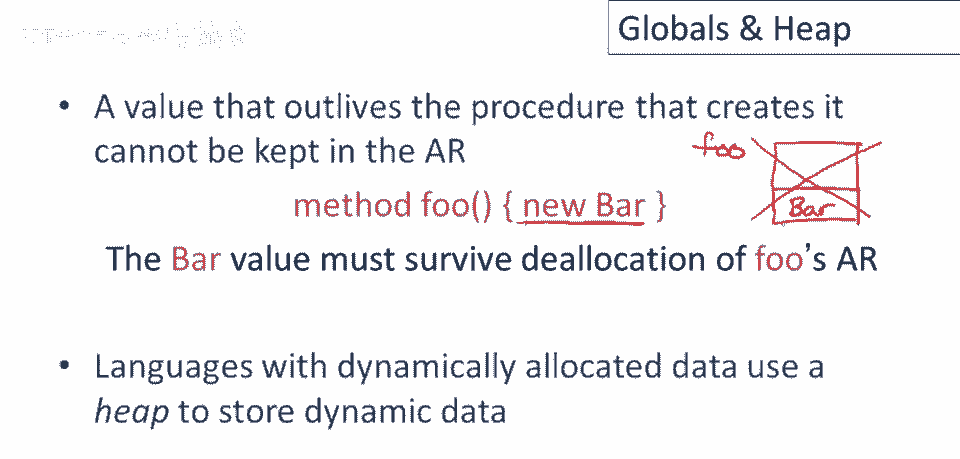 Globals & Heap
• A value that outlives the procedure that creates it
cannot be kept in the AR
foo
method foo() { new Bar }
Bar
The Bar value must survive deallocation of foo's AR
• Languages with dynamically allocated data use a
heap to store dynamic data